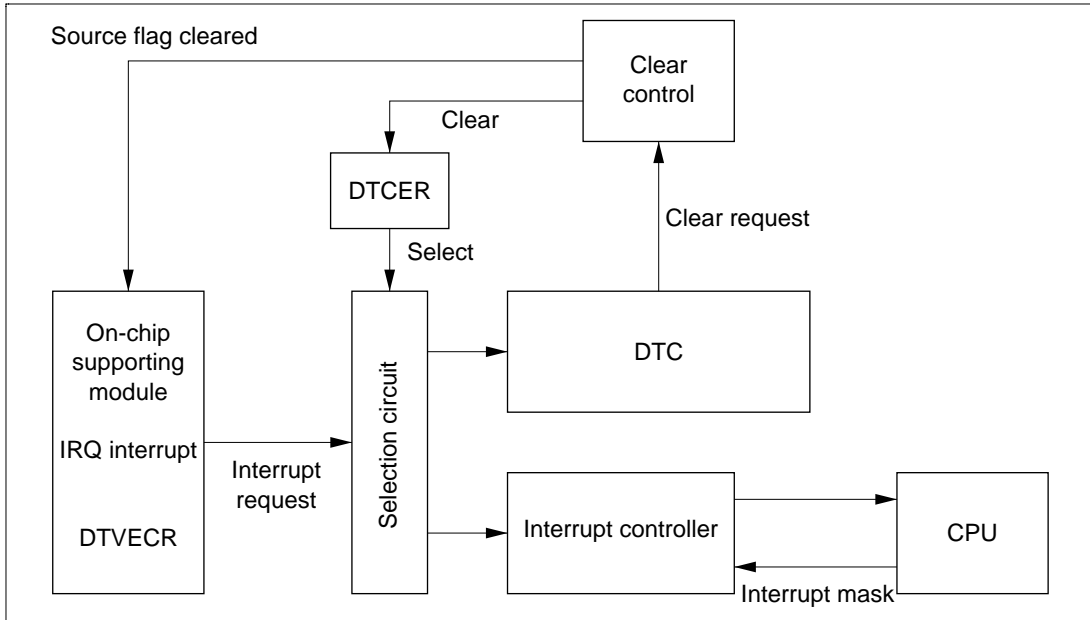 Source flag cleared
Clear
control
Clear
DTCER
Clear request
Select
On-chip
supporting
module
IRQ interrupt
DTVECR
Interrupt
request
Selection circuit
DTC
Interrupt controller
CPU
Interrupt mask